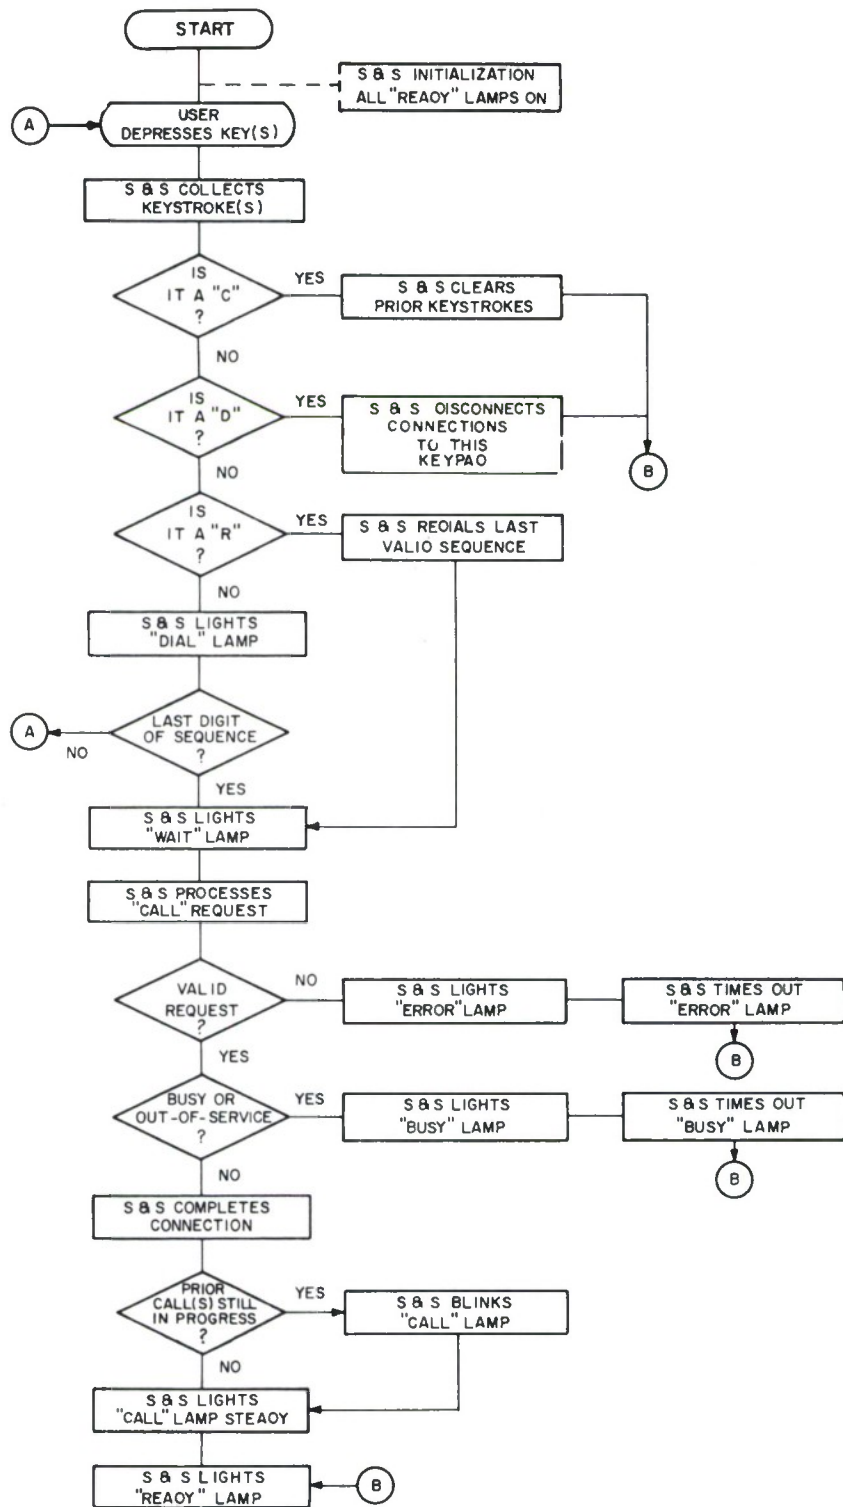 START
S & S INITIALIZATION
ALL "REAOY" LAMPS ON
A
USER
DEPRESSES KEY(S)
S & S COLLECTS
KEYSTROKE(S)
IS
IT A "C"
?
YES
S & S CLEARS
PRIOR KEYSTROKES
NO
IS
IT A "D"
?
YES
S & S OISCONNECTS
CONNECTIONS
TO THIS
KEYPAO
B
NO
IS
IT A "R"
?
YES
S & S REOIALS LAST
VALIO SEQUENCE
NO
S & S LIGHTS
"DIAL" LAMP
A
NO
LAST DIGIT
OF SEQUENCE
?
YES
S & S LIGHTS
"WAIT" LAMP
S & S PROCESSES
"CALL" REQUEST
VALID
REQUEST
?
NO
S & S LIGHTS
"ERROR" LAMP
S & S TIMES OUT
"ERROR" LAMP
B
YES
BUSY OR
OUT-OF-SERVICE
?
YES
S & S LIGHTS
"BUSY" LAMP
S & S TIMES OUT
"BUSY" LAMP
B
NO
S & S COMPLETES
CONNECTION
PRIOR
CALL(S) STILL
IN PROGRESS
?
YES
S & S BLINKS
"CALL" LAMP
NO
S & S LIGHTS
"CALL" LAMP STEAOY
S & S LIGHTS
"REAOY" LAMP
B